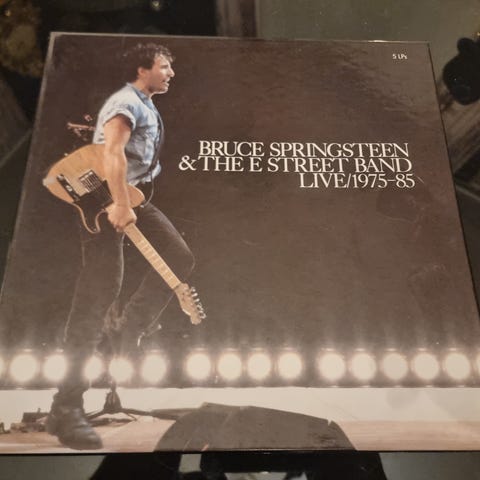 5 LPs
BRUCE SPRINGSTEEN
& THE E STREET BAND
LIVE/1975-85